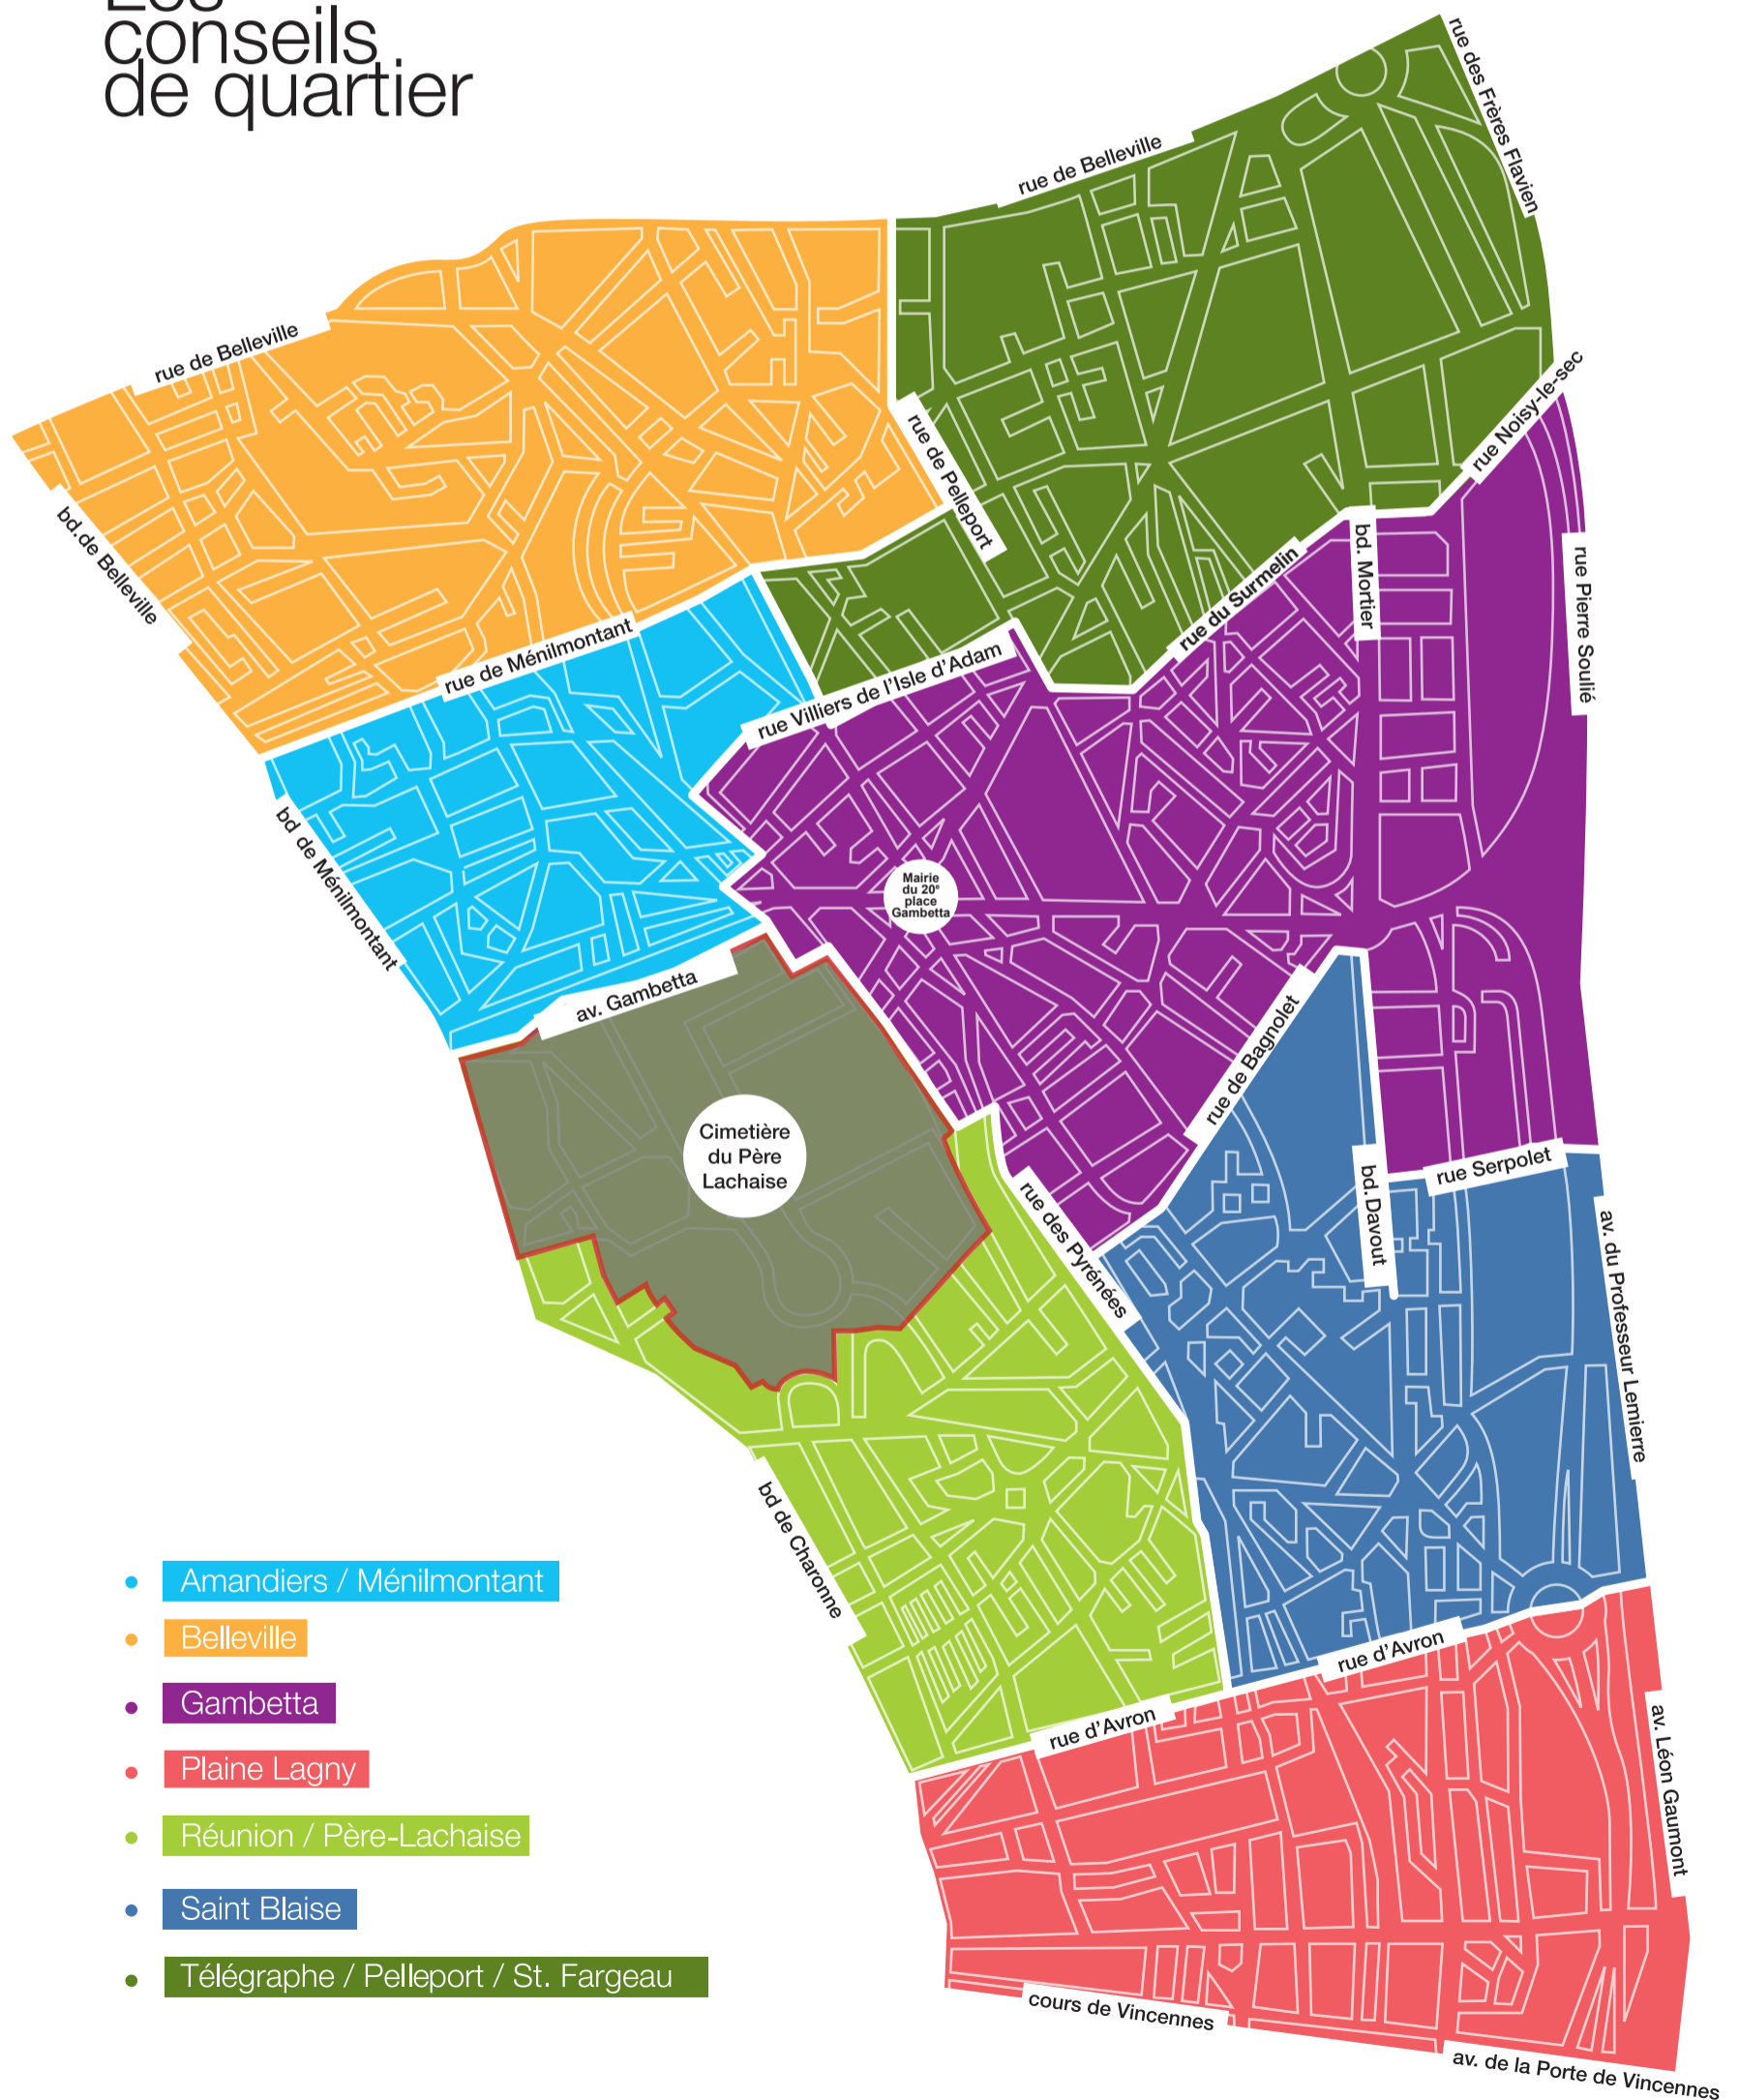 Les
conseils
de quartier
rue des Frères Flavien
rue de Belleville
rue de Belleville
rue de Pelleport
rue Noisy-le-sec
bd.de Belleville
bd. Mortier
rue du Surmelin
rue Pierre Soulié
rue de Ménilmontant
rue Villiers de l'Isle d'Adam
bd de Ménilmontant
Mairie
du 20e
place
Gambetta
av. Gambetta
rue de Bagnolet
Cimetière
du Père
Lachaise
rue des Pyrénées
bd.Davout
rue Serpolet
av. du Professeur Lemierre
bd de Charonne
rue d'Avron
rue d'Avron
av. Léon Gaumont
cours de Vincennes
av. de la Porte de Vincennes
Amandiers / Ménilmontant
Belleville
Gambetta
Plaine Lagny
Réunion / Père-Lachaise
Saint Blaise
Télégraphe / Pelleport / St. Fargeau